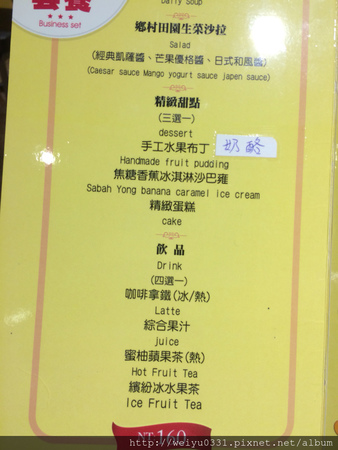 套餐
★★★
Business set
Daily Soup
鄉村田園生菜沙拉
Salad
(經典凱薩醬、芒果優格醬、日式和風醬)
(Caesar sauce Mango yogurt sauce japen sauce)
精緻甜點
(三選一)
dessert
手工水果布丁 奶酪
Handmade fruit pudding
焦糖香蕉冰淇淋沙巴雍
Sabah Yong banana caramel ice cream
精緻蛋糕
cake
飲品
Drink
(四選一)
咖啡拿鐵(冰/熱)
Latte
綜合果汁
juice
蜜柚蘋果茶(熱)
Hot Fruit Tea
繽紛冰水果茶
Ice Fruit Tea
NT 160
http://weiyu0331.pixnet.net/album